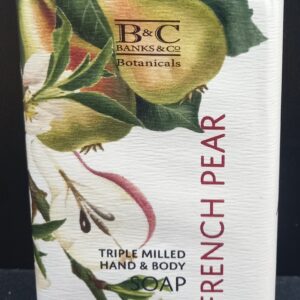 B&C
BANKS & CO
Botanicals
TRIPLE MILLED
HAND & BODY
SOAP
FRENCH PEAR